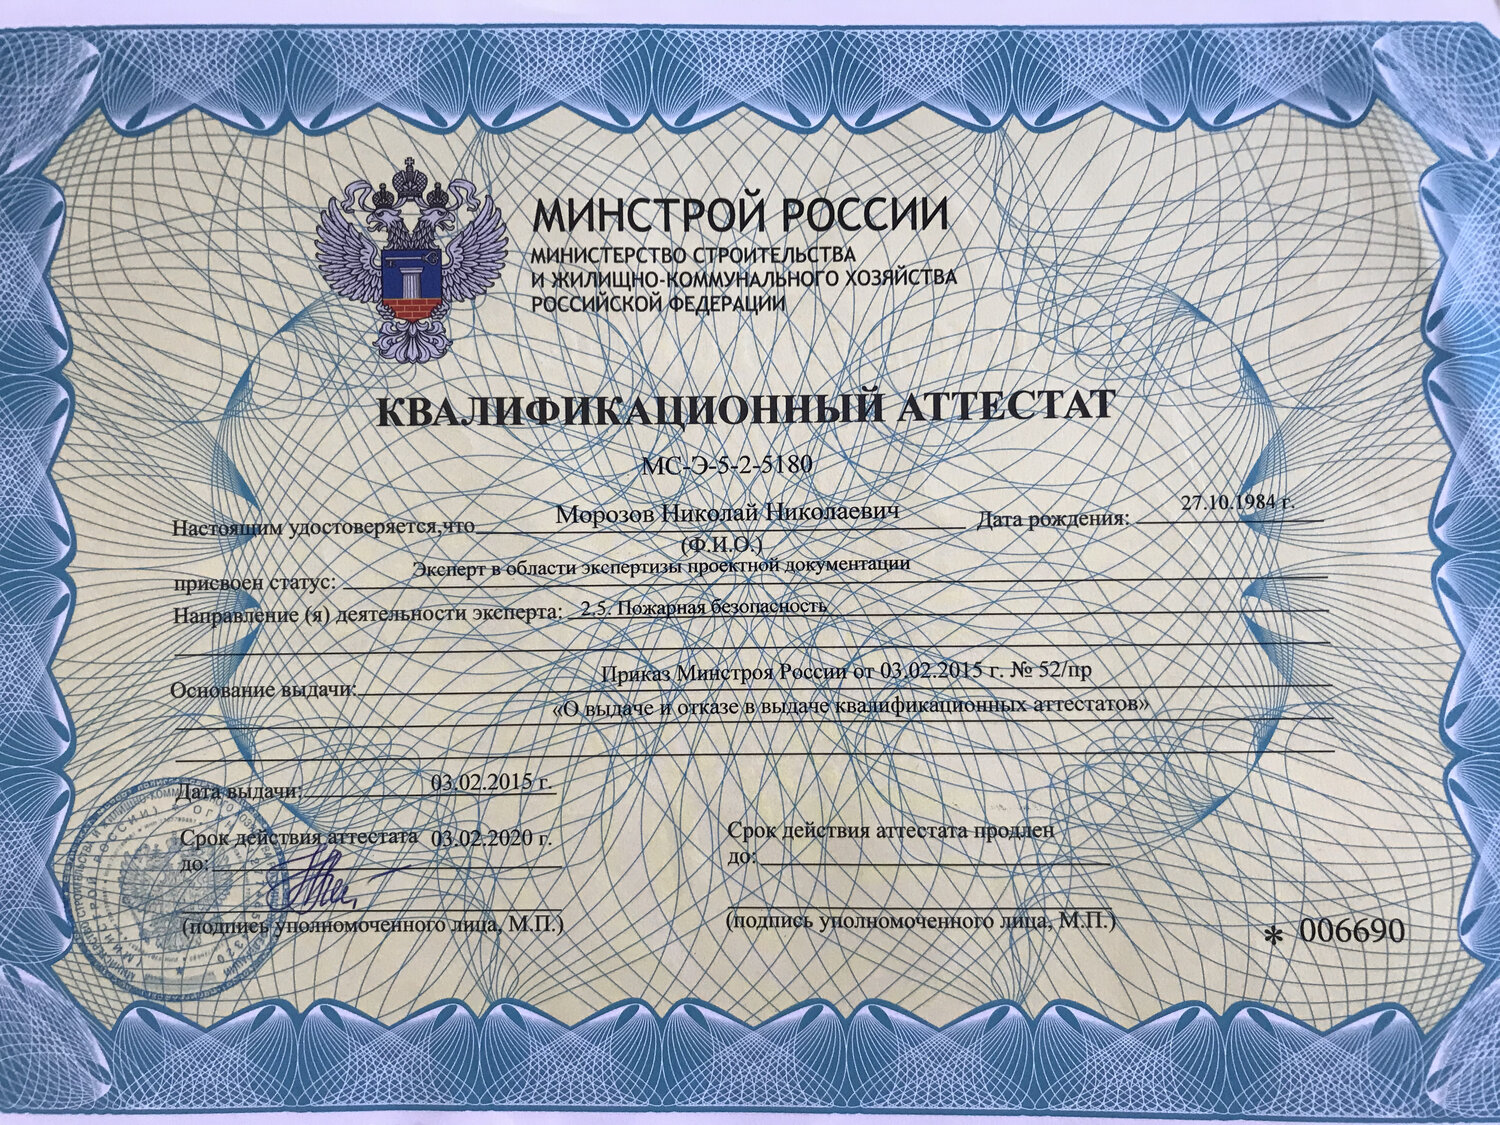 МИНСТРОЙ РОССИИ
МИНИСТЕРСТВО СТРОИТЕЛЬСТВА
И ЖИЛИЩНО-КОММУНАЛЬНОГО ХОЗЯЙСТВА
РОССИЙСКОЙ ФЕДЕРАЦИИ
КВАЛИФИКАЦИОННЫЙ АТТЕСТАТ
МС-Э-5-2-5180
Настоящим удостоверяется,что Морозов Николай Николаевич Дата рождения: 27.10.1984 г.
(Ф.И.О.)
присвоен статус: Эксперт в области экспертизы проектной документации
Направление (я) деятельности эксперта: 2.5. Пожарная безопасность
Основание выдачи: Приказ Минстроя России от 03.02.2015 г. № 52/пр
«О выдаче и отказе в выдаче квалификационных аттестатов»
Дата выдачи: 03.02.2015 г.
Срок действия аттестата 03.02.2020 г.
до:
(подпись уполномоченного лица, М.П.)
Срок действия аттестата продлен
до:
(подпись уполномоченного лица, М.П.)
* 006690